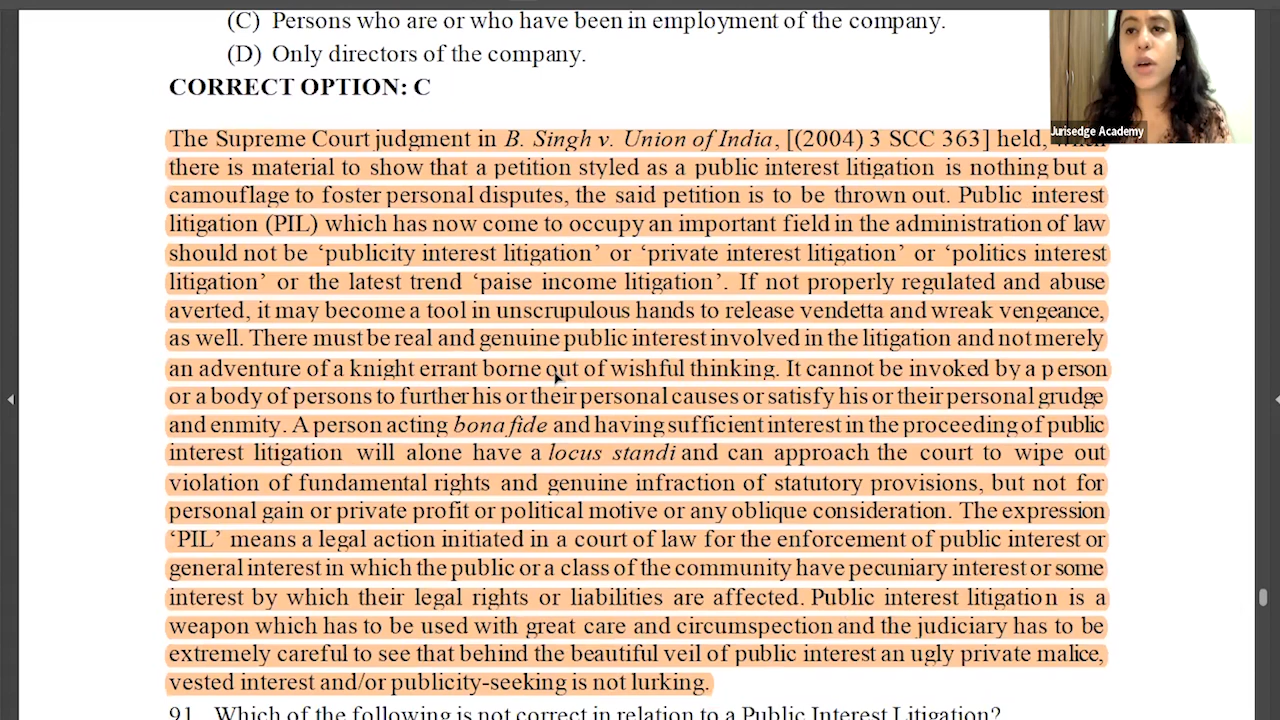 (C) Persons who are or who have been in employment of the company.
(D) Only directors of the company.
CORRECT OPTION: C
Jurisedge Academy
The Supreme Court judgment in B. Singh v. Union of India, [(2004) 3 SCC 363] held,
there is material to show that a petition styled as a public interest litigation is nothing but a
camouflage to foster personal disputes, the said petition is to be thrown out. Public interest
litigation (PIL) which has now come to occupy an important field in the administration of law
should not be ‘publicity interest litigation’ or ‘private interest litigation’ or ‘politics interest
litigation’ or the latest trend ‘paise income litigation’. If not properly regulated and abuse
averted, it may become a tool in unscrupulous hands to release vendetta and wreak vengeance,
as well. There must be real and genuine public interest involved in the litigation and not merely
an adventure of a knight errant borne out of wishful thinking. It cannot be invoked by a person
or a body of persons to further his or their personal causes or satisfy his or their personal grudge
and enmity. A person acting bona fide and having sufficient interest in the proceeding of public
interest litigation will alone have a locus standi and can approach the court to wipe out
violation of fundamental rights and genuine infraction of statutory provisions, but not for
personal gain or private profit or political motive or any oblique consideration. The expression
‘PIL’ means a legal action initiated in a court of law for the enforcement of public interest or
general interest in which the public or a class of the community have pecuniary interest or some
interest by which their legal rights or liabilities are affected. Public interest litigation is a
weapon which has to be used with great care and circumspection and the judiciary has to be
extremely careful to see that behind the beautiful veil of public interest an ugly private malice,
vested interest and/or publicity-seeking is not lurking.
91. Which of the following is not correct in relation to a Public Interest Litigation?